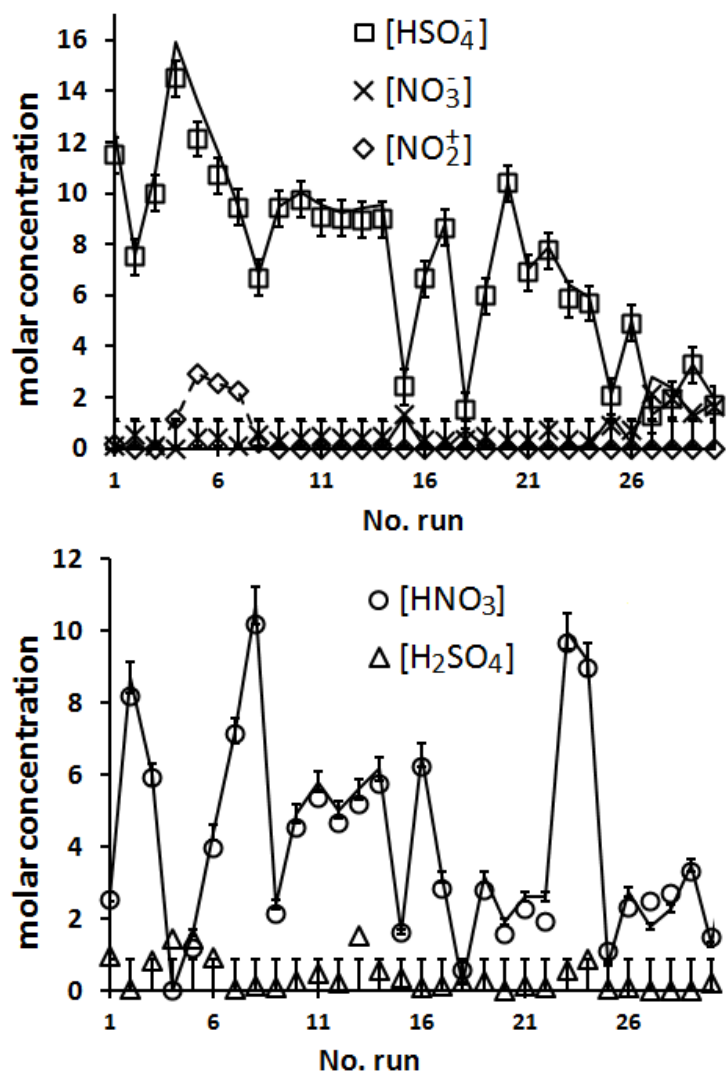 16
14
12
10
8
6
4
2
0
molar concentration
[HSO₄⁻]
[NO₃⁻]
[NO₂⁺]
1 6 11 16 21 26
No. run
12
10
8
6
4
2
0
molar concentration
[HNO₃]
[H₂SO₄]
1 6 11 16 21 26
No. run